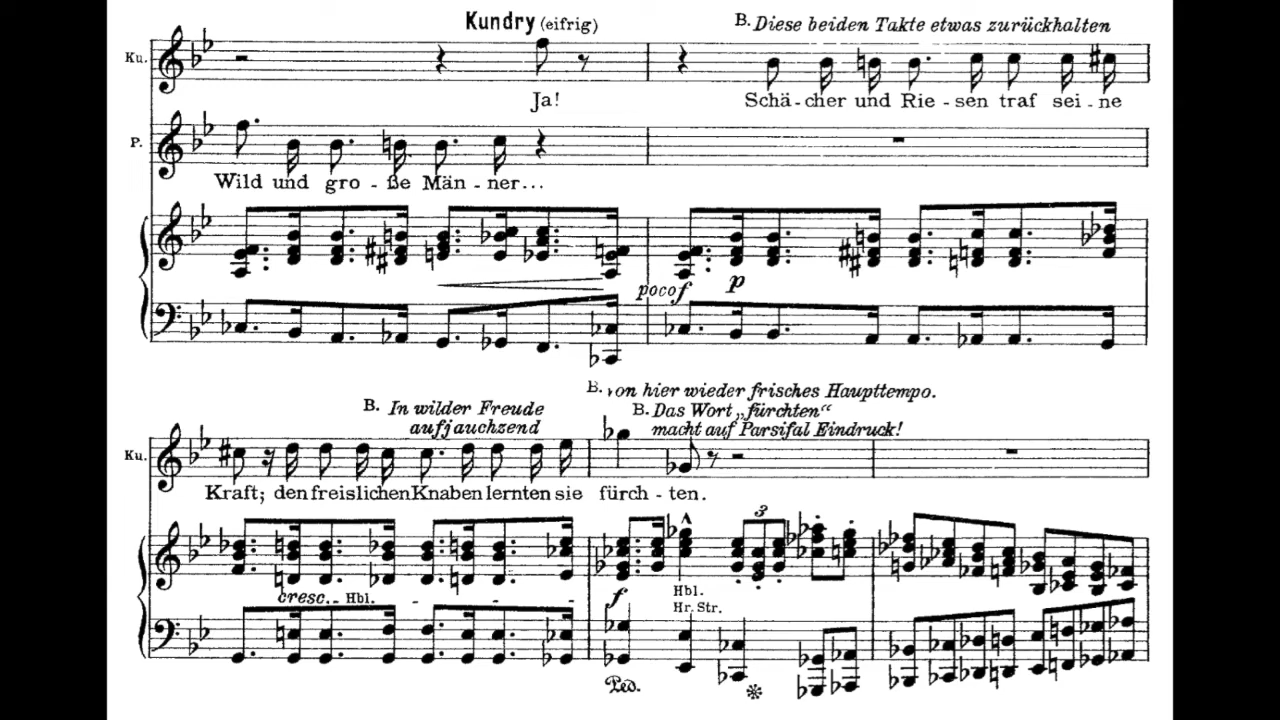 Kundry (eifrig)
B. Diese beiden Takte etwas zurückhalten
Ku.
Ja! Schä - cher und Rie - sen traf sei - ne
P.
Wild und gro - ße Män - ner...
poco f p
B. von hier wieder frisches Haupttempo.
B. In wilder Freude
aufjauchzend
B. Das Wort „fürchten“
macht auf Parsifal Eindruck!
Ku.
Kraft; den freislichen Knaben lernten sie fürch - ten.
3
cresc. - Hbl. - - -
f Hbl.
Hr. Str.
Ped.